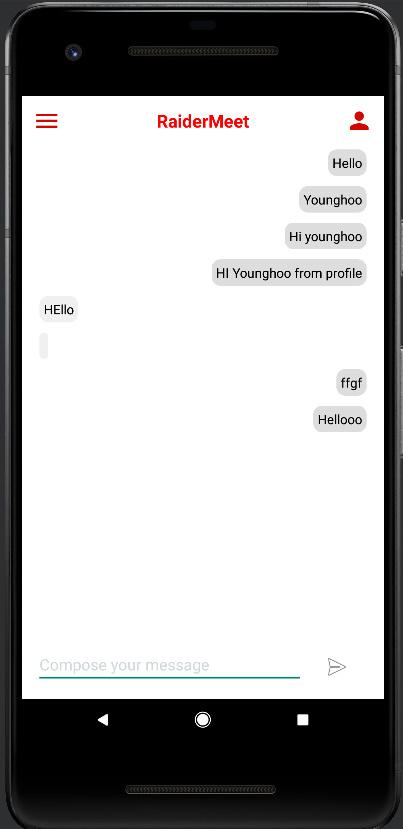 RaiderMeet
Hello
Younghoo
Hi younghoo
HI Younghoo from profile
HEllo
ffgf
Hellooo
Compose your message